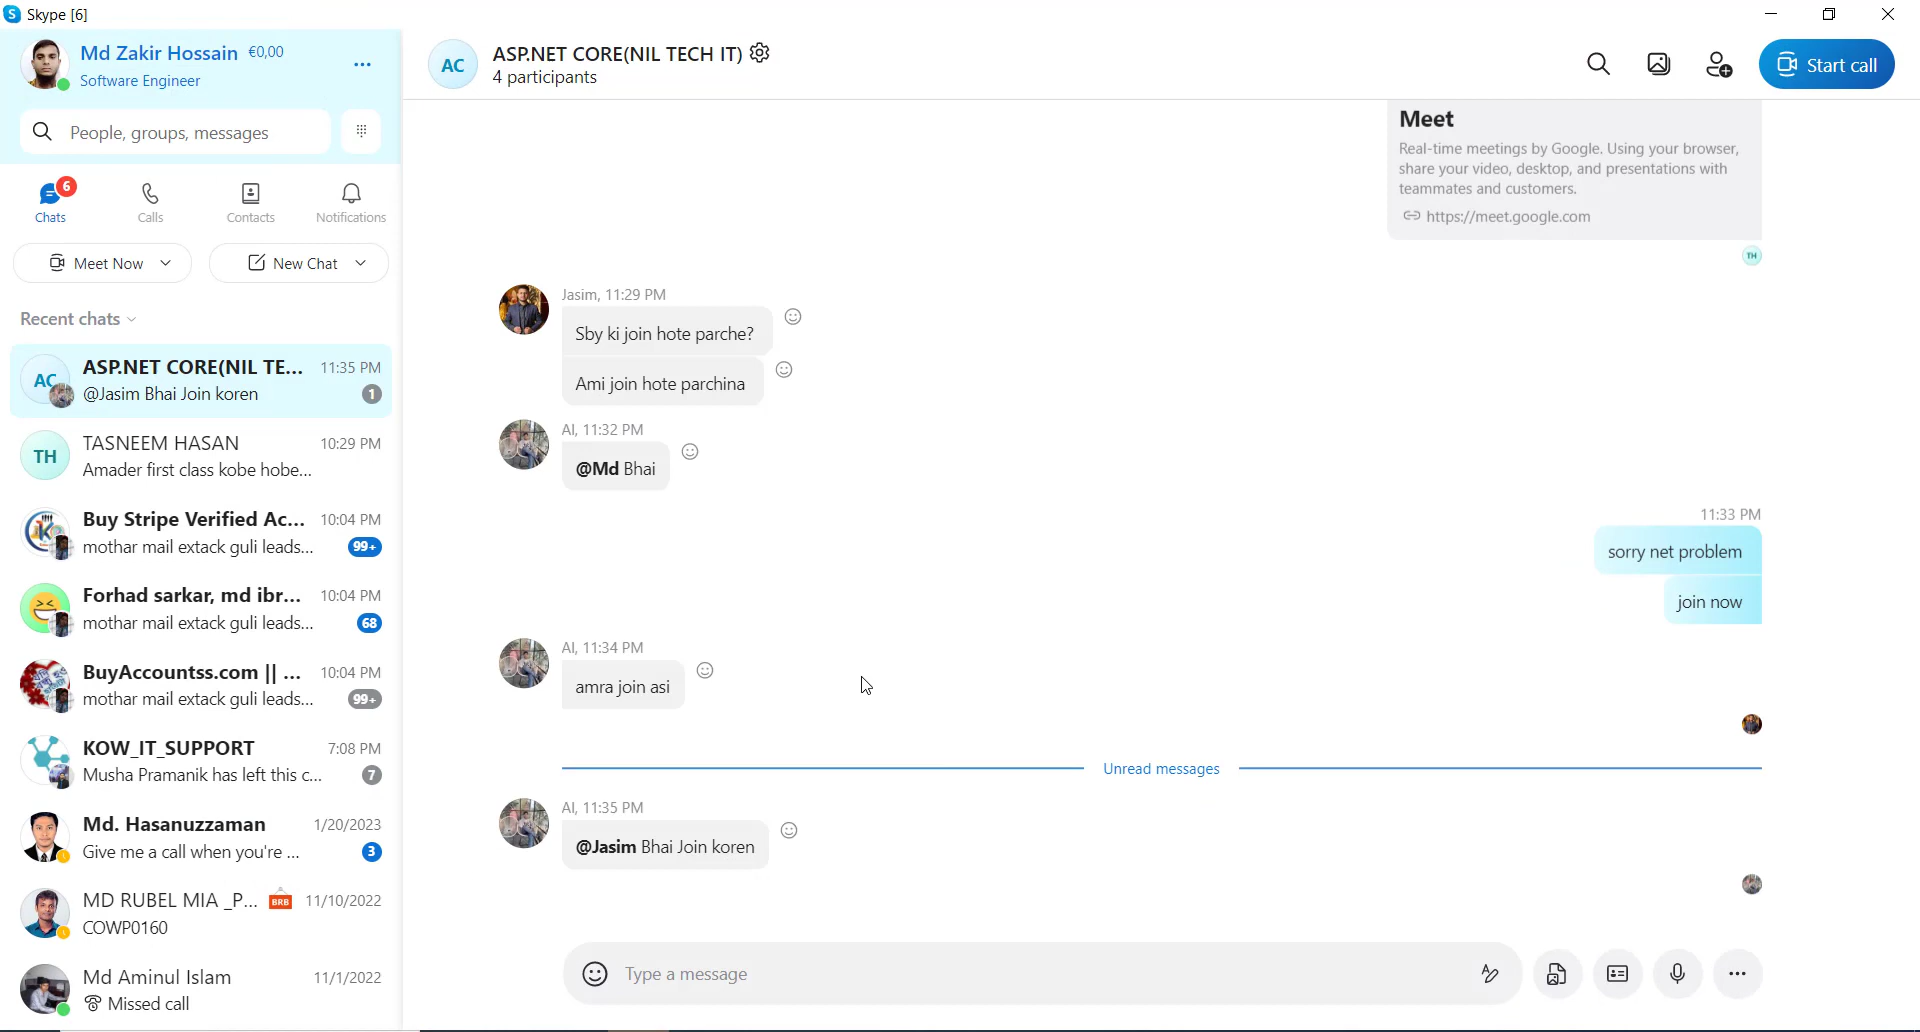 Skype [6]
Md Zakir Hossain €0,00
Software Engineer
People, groups, messages
6
Chats
Calls
Contacts
Notifications
Meet Now
New Chat
Recent chats
AC
ASP.NET CORE(NIL TE... 11:35 PM
@Jasim Bhai Join koren 1
TH
TASNEEM HASAN 10:29 PM
Amader first class kobe hobe...
Buy Stripe Verified Ac... 10:04 PM
mothar mail extack guli leads... 99+
Forhad sarkar, md ibr... 10:04 PM
mothar mail extack guli leads... 68
BuyAccountss.com || ... 10:04 PM
mothar mail extack guli leads... 99+
KOW_IT_SUPPORT 7:08 PM
Musha Pramanik has left this c... 7
Md. Hasanuzzaman 1/20/2023
Give me a call when you're ... 3
MD RUBEL MIA _P... BRB 11/10/2022
COWP0160
Md Aminul Islam 11/1/2022
Missed call
AC
ASP.NET CORE(NIL TECH IT)
4 participants
Start call
Meet
Real-time meetings by Google. Using your browser,
share your video, desktop, and presentations with
teammates and customers.
https://meet.google.com
TH
Jasim, 11:29 PM
Sby ki join hote parche?
Ami join hote parchina
Al, 11:32 PM
@Md Bhai
11:33 PM
sorry net problem
join now
Al, 11:34 PM
amra join asi
Unread messages
Al, 11:35 PM
@Jasim Bhai Join koren
Type a message